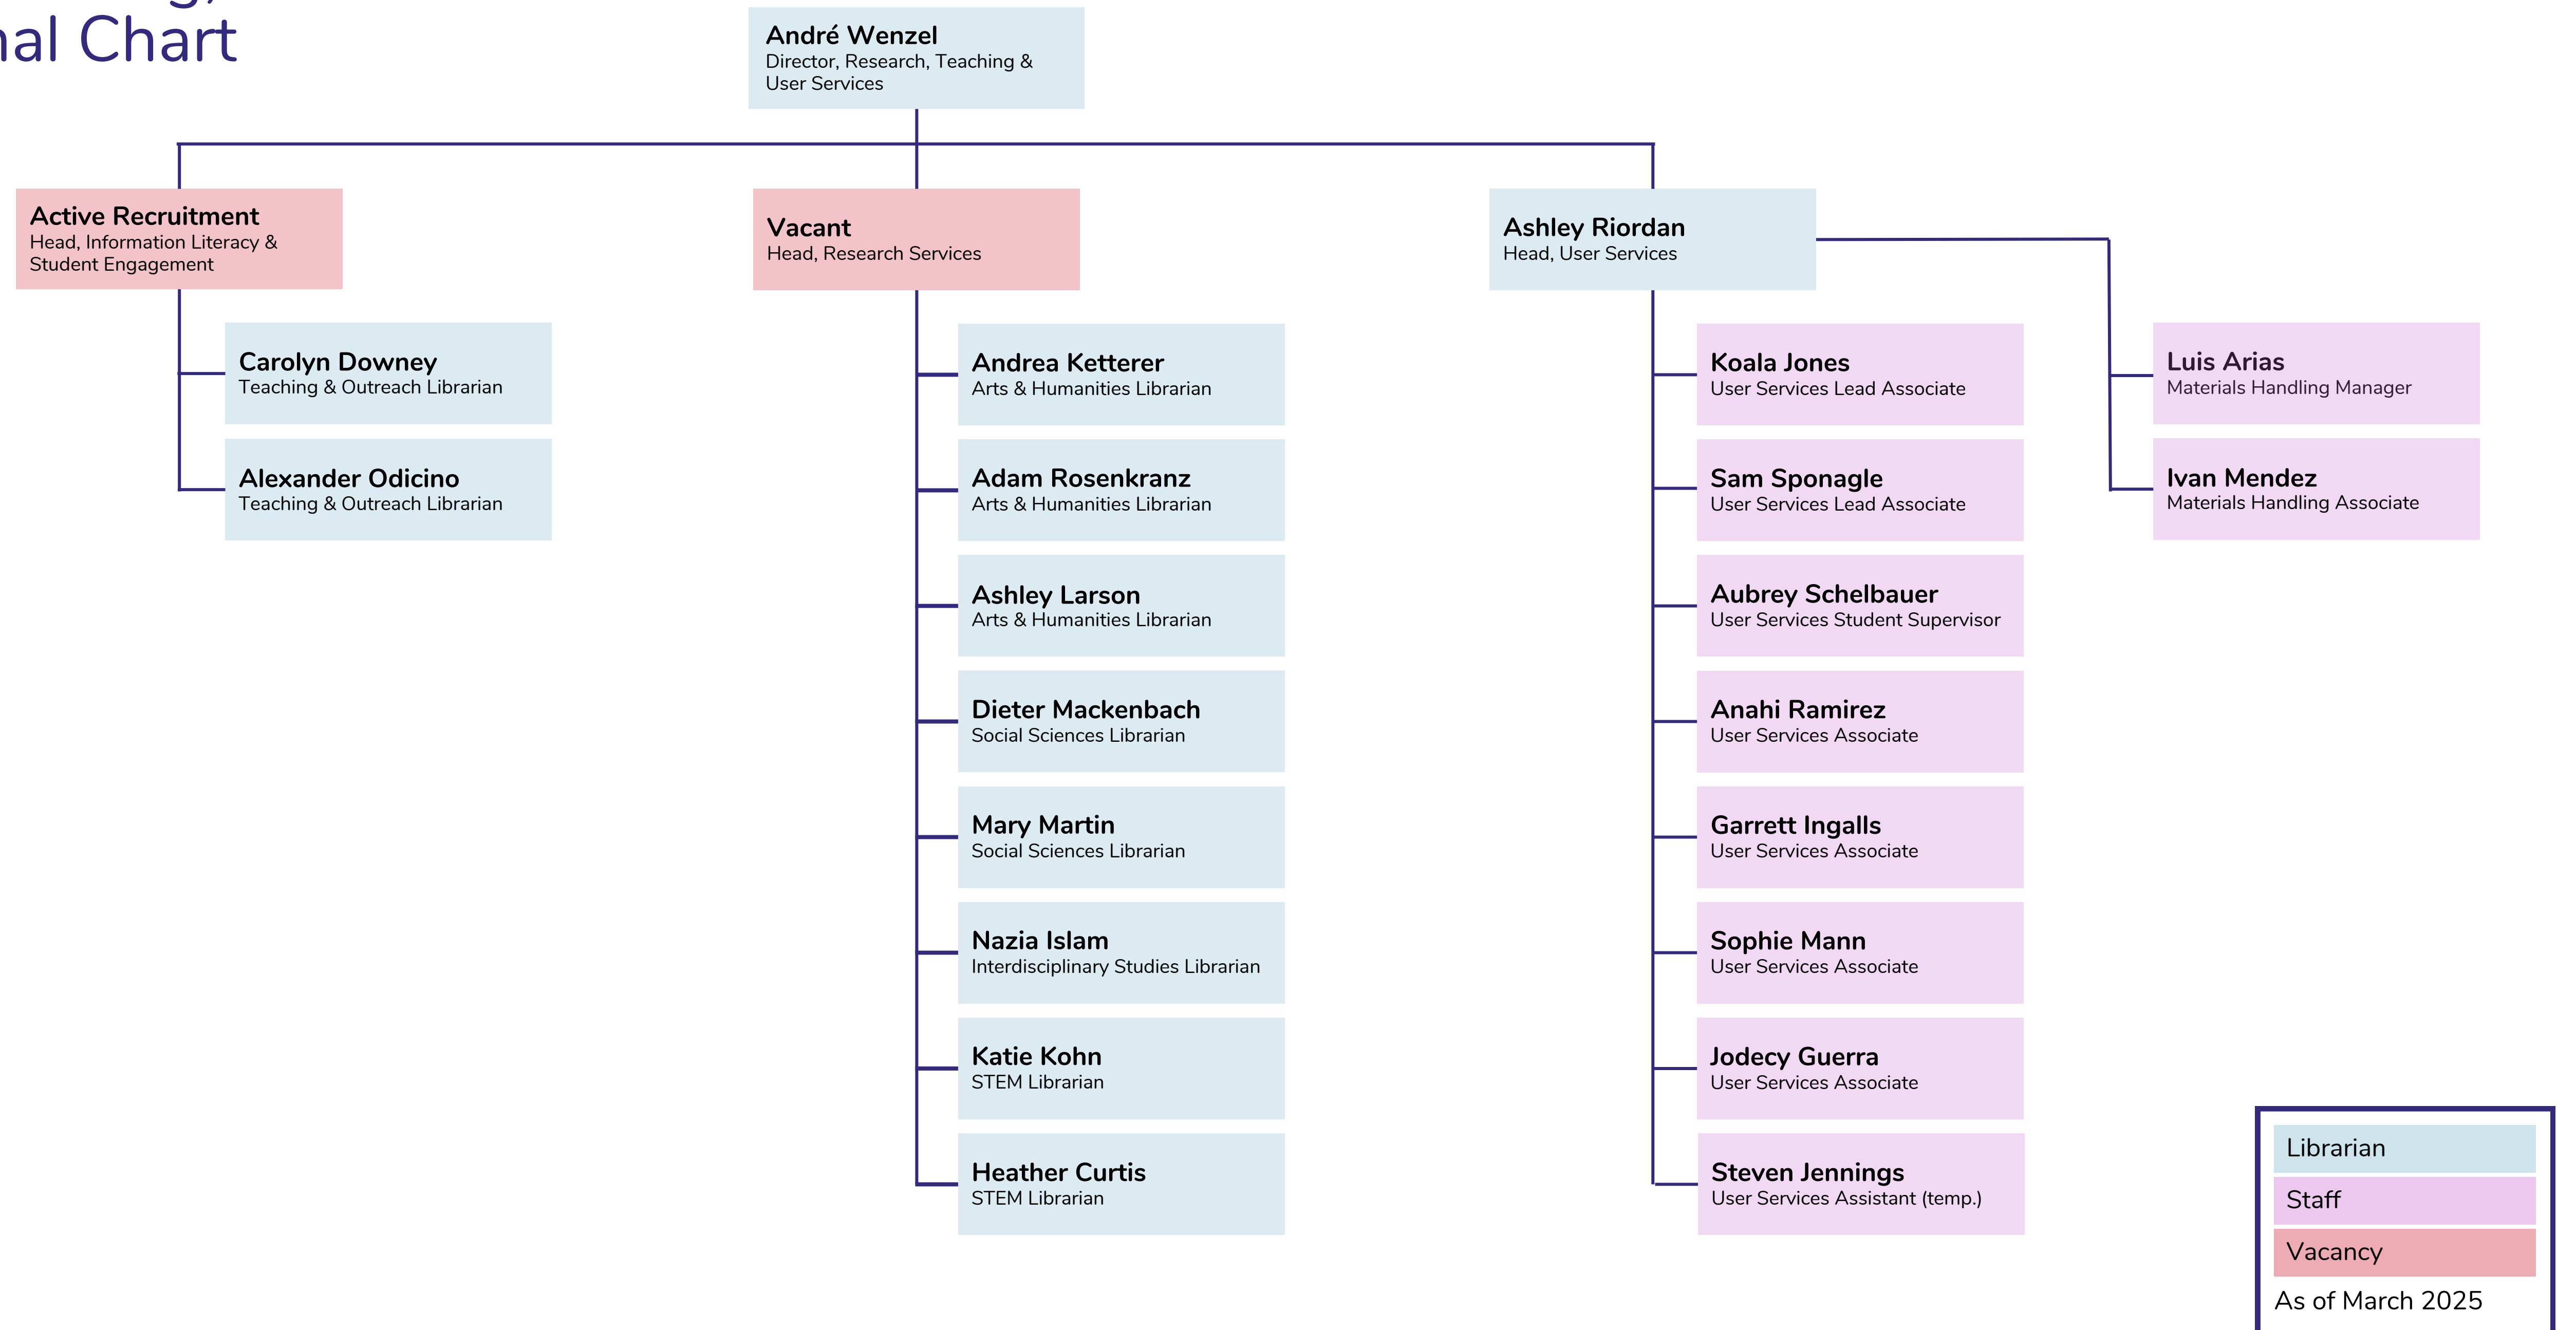 nal Chart
André Wenzel
Director, Research, Teaching &
User Services
Active Recruitment
Head, Information Literacy &
Student Engagement
Carolyn Downey
Teaching & Outreach Librarian
Alexander Odicino
Teaching & Outreach Librarian
Vacant
Head, Research Services
Andrea Ketterer
Arts & Humanities Librarian
Adam Rosenkranz
Arts & Humanities Librarian
Ashley Larson
Arts & Humanities Librarian
Dieter Mackenbach
Social Sciences Librarian
Mary Martin
Social Sciences Librarian
Nazia Islam
Interdisciplinary Studies Librarian
Katie Kohn
STEM Librarian
Heather Curtis
STEM Librarian
Ashley Riordan
Head, User Services
Koala Jones
User Services Lead Associate
Sam Sponagle
User Services Lead Associate
Aubrey Schelbauer
User Services Student Supervisor
Anahi Ramirez
User Services Associate
Garrett Ingalls
User Services Associate
Sophie Mann
User Services Associate
Jodecy Guerra
User Services Associate
Steven Jennings
User Services Assistant (temp.)
Luis Arias
Materials Handling Manager
Ivan Mendez
Materials Handling Associate
Librarian
Staff
Vacancy
As of March 2025